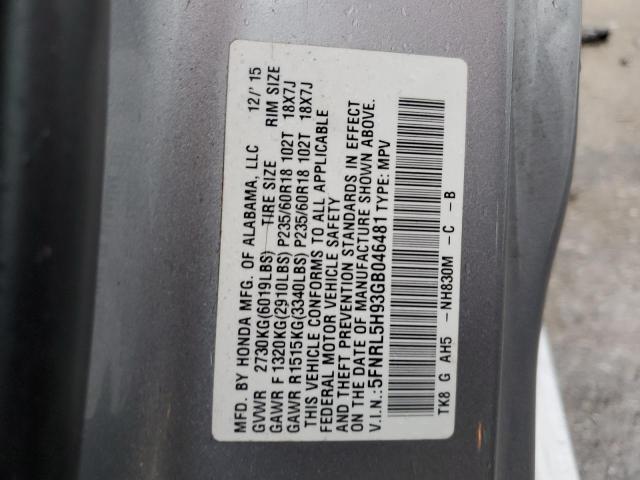 MFD. BY HONDA MFG. OF ALABAMA, LLC 12/'15
GVWR 2730KG(6019LBS) TIRE SIZE RIM SIZE
GAWR F 1320KG(2910LBS) P235/60R18 102T 18X7J
GAWR R 1515KG(3340LBS) P235/60R18 102T 18X7J
THIS VEHICLE CONFORMS TO ALL APPLICABLE
FEDERAL MOTOR VEHICLE SAFETY
AND THEFT PREVENTION STANDARDS IN EFFECT
ON THE DATE OF MANUFACTURE SHOWN ABOVE.
V.I.N.:5FNRL5H93GB046481 TYPE: MPV
TK8 G AH5 -NH830M - C - B